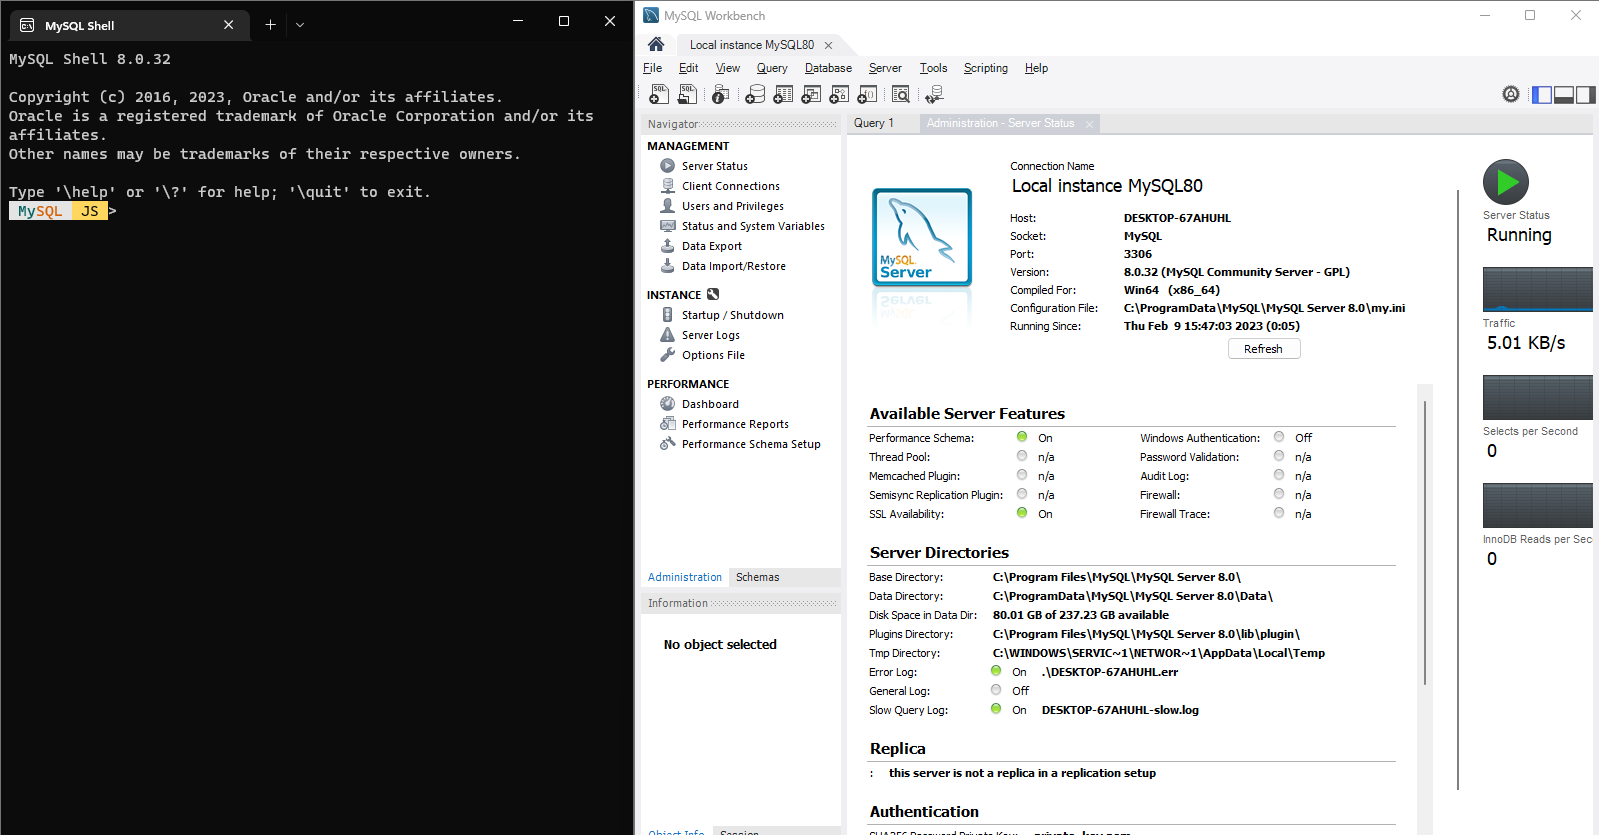 MySQL Shell
MySQL Shell 8.0.32
Copyright (c) 2016, 2023, Oracle and/or its affiliates.
Oracle is a registered trademark of Oracle Corporation and/or its
affiliates.
Other names may be trademarks of their respective owners.
Type '\help' or '\?' for help; '\quit' to exit.
MySQL JS >
MySQL Workbench
Local instance MySQL80
File Edit View Query Database Server Tools Scripting Help
Navigator
MANAGEMENT
Server Status
Client Connections
Users and Privileges
Status and System Variables
Data Export
Data Import/Restore
INSTANCE
Startup / Shutdown
Server Logs
Options File
PERFORMANCE
Dashboard
Performance Reports
Performance Schema Setup
Administration Schemas
Information
No object selected
Object Info Session
Query 1 Administration - Server Status
MySQL
Server
Connection Name
Local instance MySQL80
Host: DESKTOP-67AHUHL
Socket: MySQL
Port: 3306
Version: 8.0.32 (MySQL Community Server - GPL)
Compiled For: Win64 (x86_64)
Configuration File: C:\ProgramData\MySQL\MySQL Server 8.0\my.ini
Running Since: Thu Feb 9 15:47:03 2023 (0:05)
Refresh
Available Server Features
Performance Schema: On Windows Authentication: Off
Thread Pool: n/a Password Validation: n/a
Memcached Plugin: n/a Audit Log: n/a
Semisync Replication Plugin: n/a Firewall: n/a
SSL Availability: On Firewall Trace: n/a
Server Directories
Base Directory: C:\Program Files\MySQL\MySQL Server 8.0\
Data Directory: C:\ProgramData\MySQL\MySQL Server 8.0\Data\
Disk Space in Data Dir: 80.01 GB of 237.23 GB available
Plugins Directory: C:\Program Files\MySQL\MySQL Server 8.0\lib\plugin\
Tmp Directory: C:\WINDOWS\SERVIC~1\NETWOR~1\AppData\Local\Temp
Error Log: On .\DESKTOP-67AHUHL.err
General Log: Off
Slow Query Log: On DESKTOP-67AHUHL-slow.log
Replica
: this server is not a replica in a replication setup
Authentication
SHA256 Password Private Key: private_key.pem
Server Status
Running
Traffic
5.01 KB/s
Selects per Second
0
InnoDB Reads per Sec
0